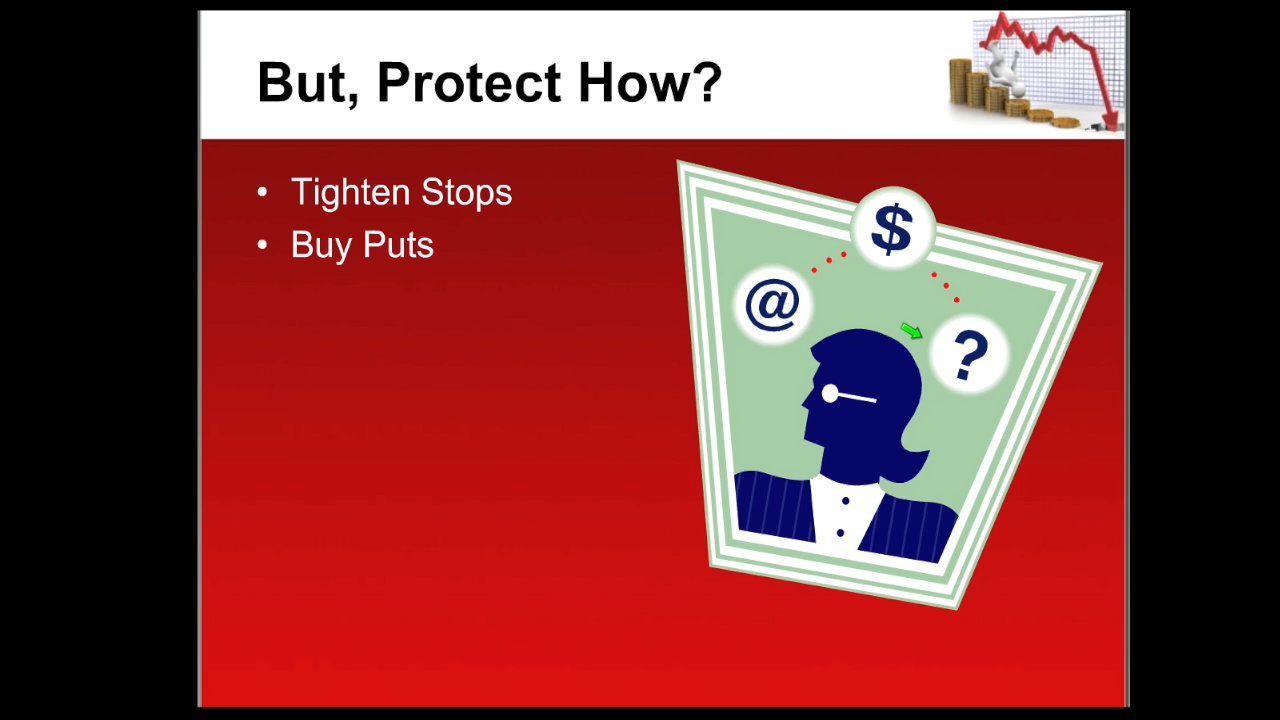 But, Protect How?
• Tighten Stops
• Buy Puts
$
@
?